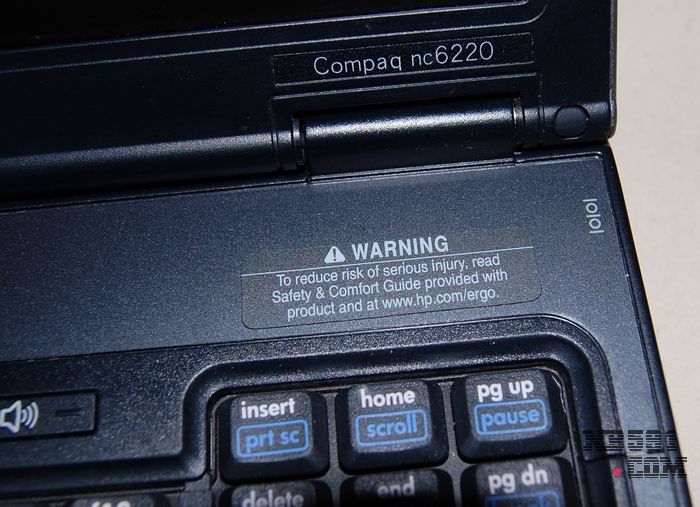 Compaq nc6220
IOIOI
WARNING
To reduce risk of serious injury, read
Safety & Comfort Guide provided with
product and at www.hp.com/ergo.
insert
prt sc
home
scroll
pg up
pause
delete
end
pg dn
.COM